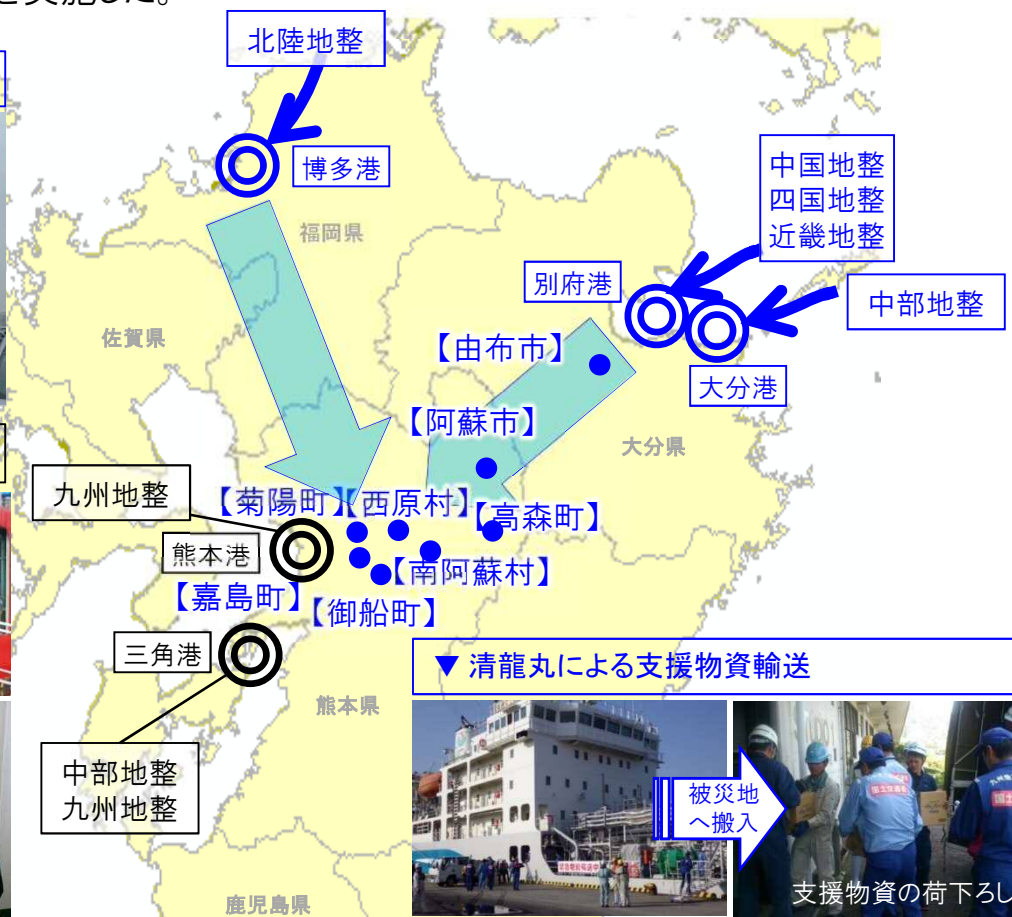 を実施した。
北陸地整
博多港
福岡県
中国地整
四国地整
近畿地整
別府港
中部地整
佐賀県
【由布市】
大分港
【阿蘇市】
大分県
九州地整
【菊陽町】
【西原村】
【高森町】
熊本港
【南阿蘇村】
【嘉島町】
【御船町】
三角港
▼ 清龍丸による支援物資輸送
熊本県
中部地整
九州地整
被災地
へ搬入
支援物資の荷下ろし
鹿児島県